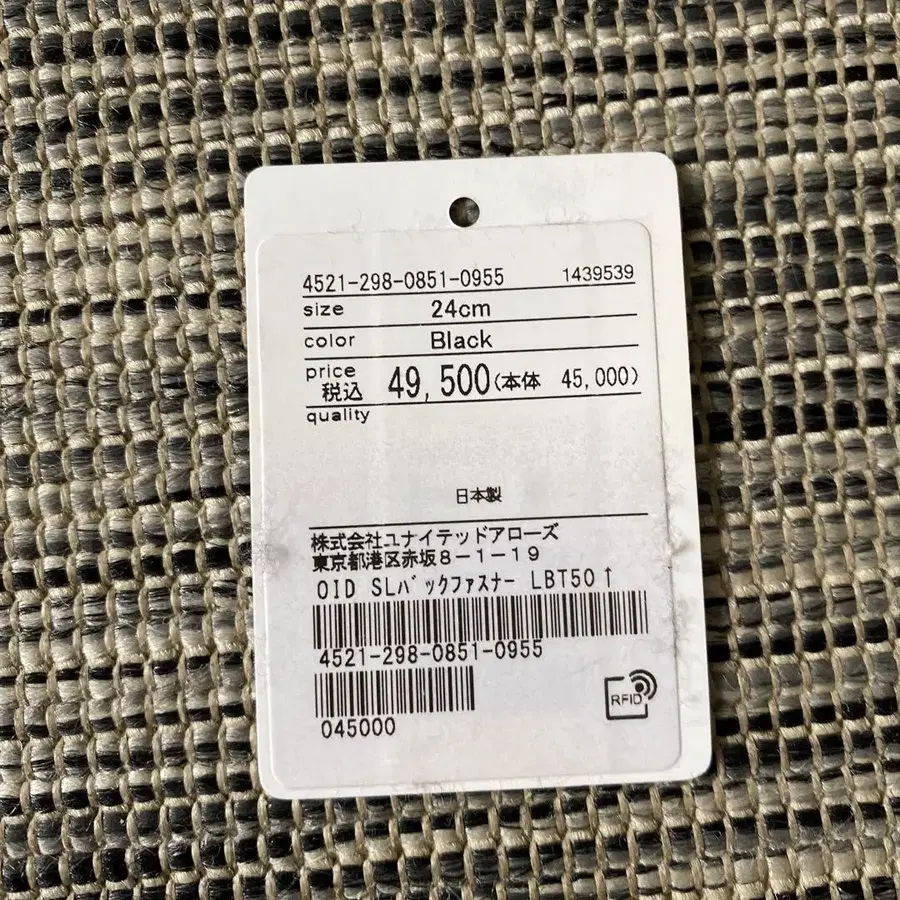 4521-298-0851-0955 1439539
size 24cm
color Black
price
税込 49,500(本体 45,000)
quality
日本製
株式会社ユナイテッドアローズ
東京都港区赤坂8-1-19
OID SLバックファスナー LBT50↑
4521-298-0851-0955
RFID
045000